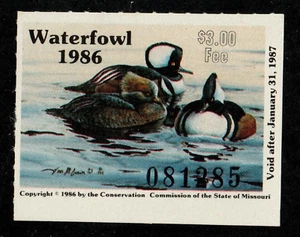 Waterfowl
1986
$3.00
Fee
Void after January 31, 1987
081285
Copyright © 1986 by the Conservation Commission of the State of Missouri